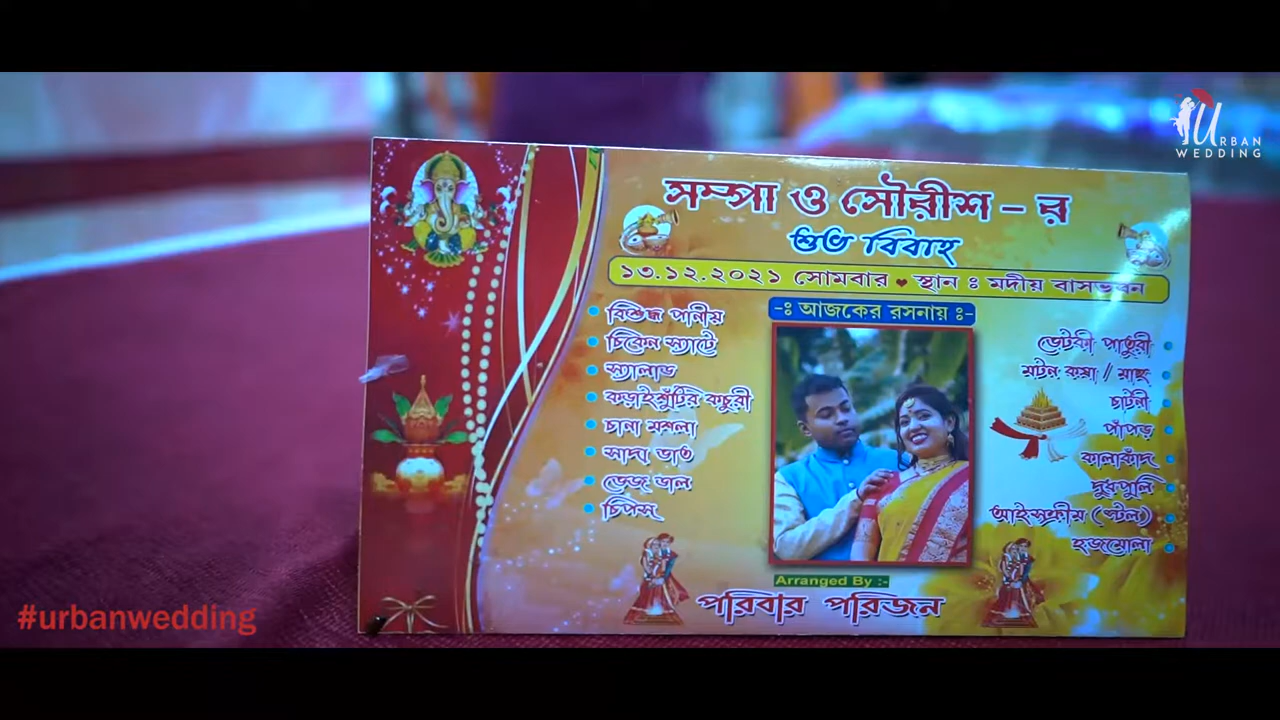 URBAN
WEDDING
সম্পা ও সৌরীশ - র
শুভ বিবাহ
১৩.১২.২০২১ সোমবার ♥ স্থান ঃ মদীয় বাসভবন
-ঃ আজকের রসনায় ঃ-
বিশুদ্ধ পানীয়
চিকেন স্যাটে
স্যালাড
কড়াইশুঁটির কচুরী
চানা মশলা
সাদা ভাত
ভেজ ডাল
চিপস্
ভেটকী পাতুরী
মটন কষা / মাছ
চাটনী
পাঁপড়
কালাকাঁদ
দুধপুলি
আইসক্রীম (স্টল)
হজমোলা
Arranged By :-
পরিবার পরিজন
#urbanwedding